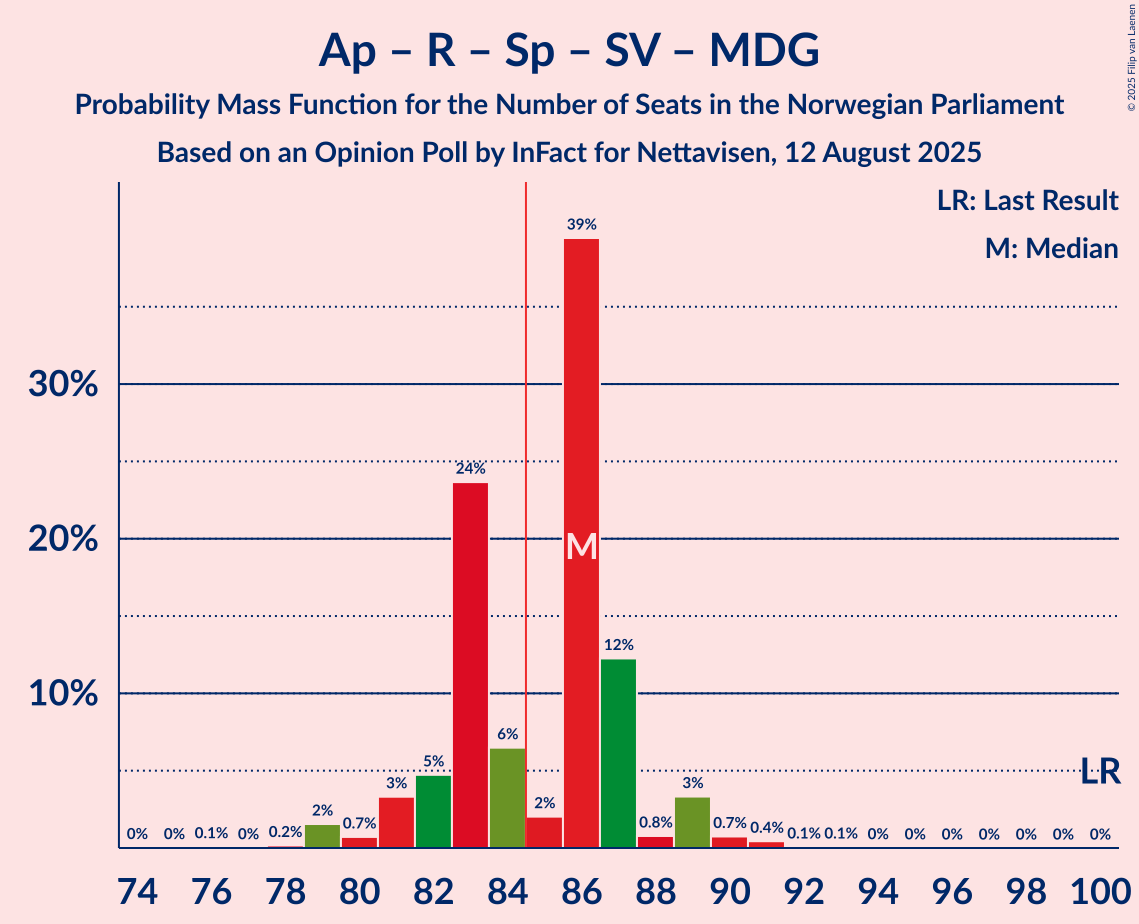 Ap – R – Sp – SV – MDG
Probability Mass Function for the Number of Seats in the Norwegian Parliament
Based on an Opinion Poll by InFact for Nettavisen, 12 August 2025
© 2025 Filip van Laenen
LR: Last Result
M: Median
30%
20%
10%
0% 0% 0.1% 0% 0.2% 2% 0.7% 3% 5% 24% 6% 2% 39% 12% 0.8% 3% 0.7% 0.4% 0.1% 0.1% 0% 0% 0% 0% 0% 0% 0%
M
LR
74 76 78 80 82 84 86 88 90 92 94 96 98 100